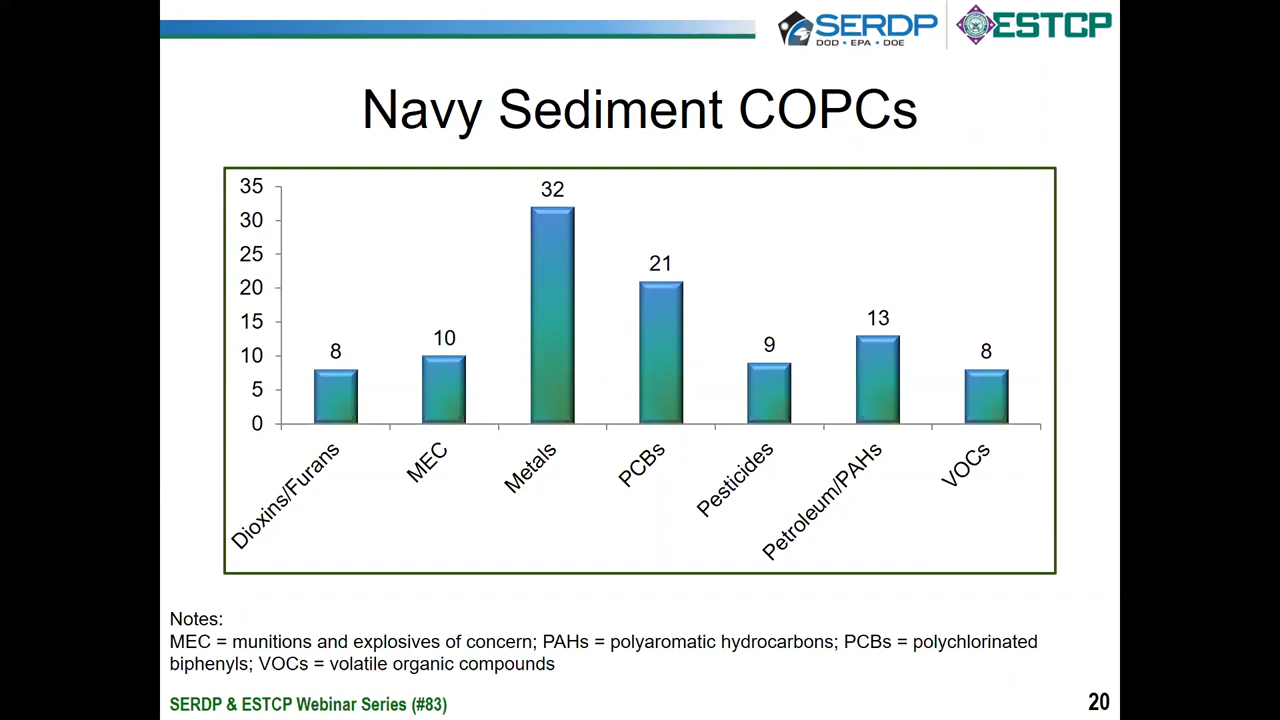 SERDP
DOD • EPA • DOE
ESTCP
Navy Sediment COPCs
35
30
25
20
15
10
5
0
8
10
32
21
9
13
8
Dioxins/Furans
MEC
Metals
PCBs
Pesticides
Petroleum/PAHs
VOCs
Notes:
MEC = munitions and explosives of concern; PAHs = polyaromatic hydrocarbons; PCBs = polychlorinated
biphenyls; VOCs = volatile organic compounds
SERDP & ESTCP Webinar Series (#83)
20